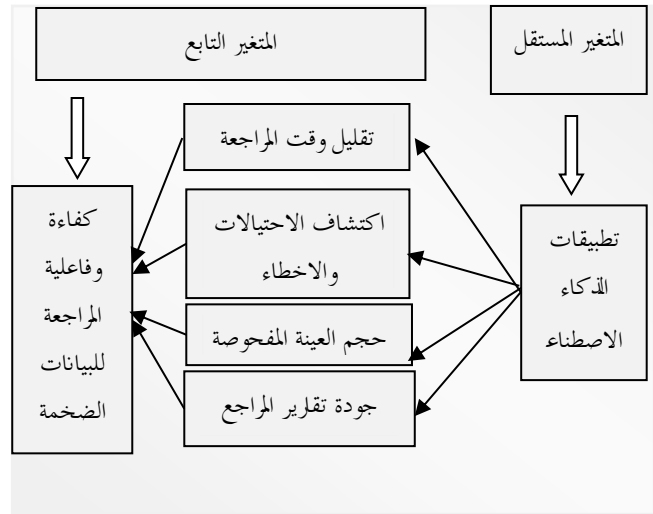 المتغير المستقل
المتغير التابع
تقليل وقت المراجعة
اكتشاف الاحتيالات
والاخطاء
حجم العينة المفحوصة
جودة تقارير المراجع
تطبيقات
الذكاء
الاصطناع
كفاءة
وفاعلية
المراجعة
للبيانات
الضخمة